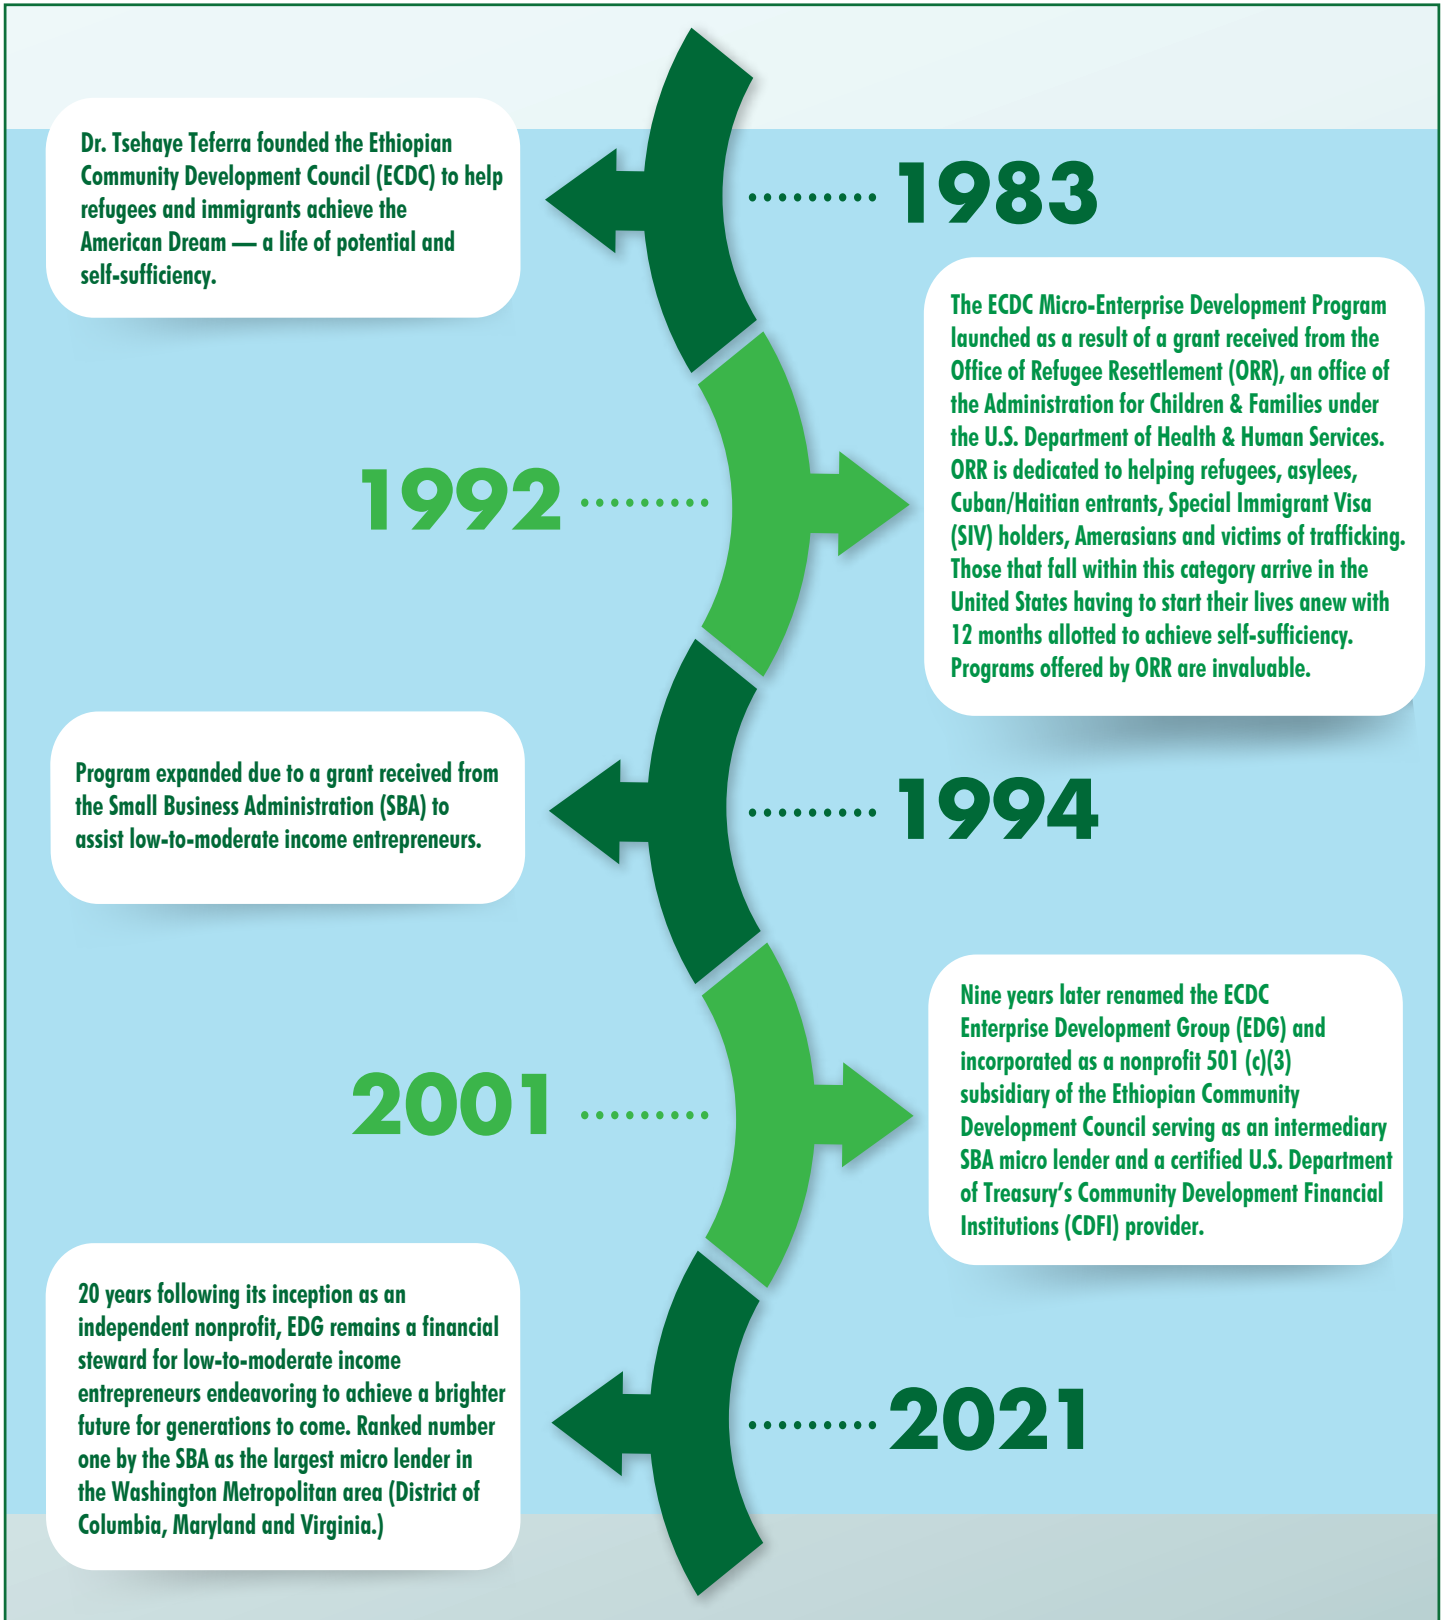 Dr. Tsehaye Teferra founded the Ethiopian
Community Development Council (ECDC) to help
refugees and immigrants achieve the
American Dream — a life of potential and
self-sufficiency.
1983
1992
The ECDC Micro-Enterprise Development Program
launched as a result of a grant received from the
Office of Refugee Resettlement (ORR), an office of
the Administration for Children & Families under
the U.S. Department of Health & Human Services.
ORR is dedicated to helping refugees, asylees,
Cuban/Haitian entrants, Special Immigrant Visa
(SIV) holders, Amerasians and victims of trafficking.
Those that fall within this category arrive in the
United States having to start their lives anew with
12 months allotted to achieve self-sufficiency.
Programs offered by ORR are invaluable.
Program expanded due to a grant received from
the Small Business Administration (SBA) to
assist low-to-moderate income entrepreneurs.
1994
2001
Nine years later renamed the ECDC
Enterprise Development Group (EDG) and
incorporated as a nonprofit 501 (c)(3)
subsidiary of the Ethiopian Community
Development Council serving as an intermediary
SBA micro lender and a certified U.S. Department
of Treasury's Community Development Financial
Institutions (CDFI) provider.
20 years following its inception as an
independent nonprofit, EDG remains a financial
steward for low-to-moderate income
entrepreneurs endeavoring to achieve a brighter
future for generations to come. Ranked number
one by the SBA as the largest micro lender in
the Washington Metropolitan area (District of
Columbia, Maryland and Virginia.)
2021